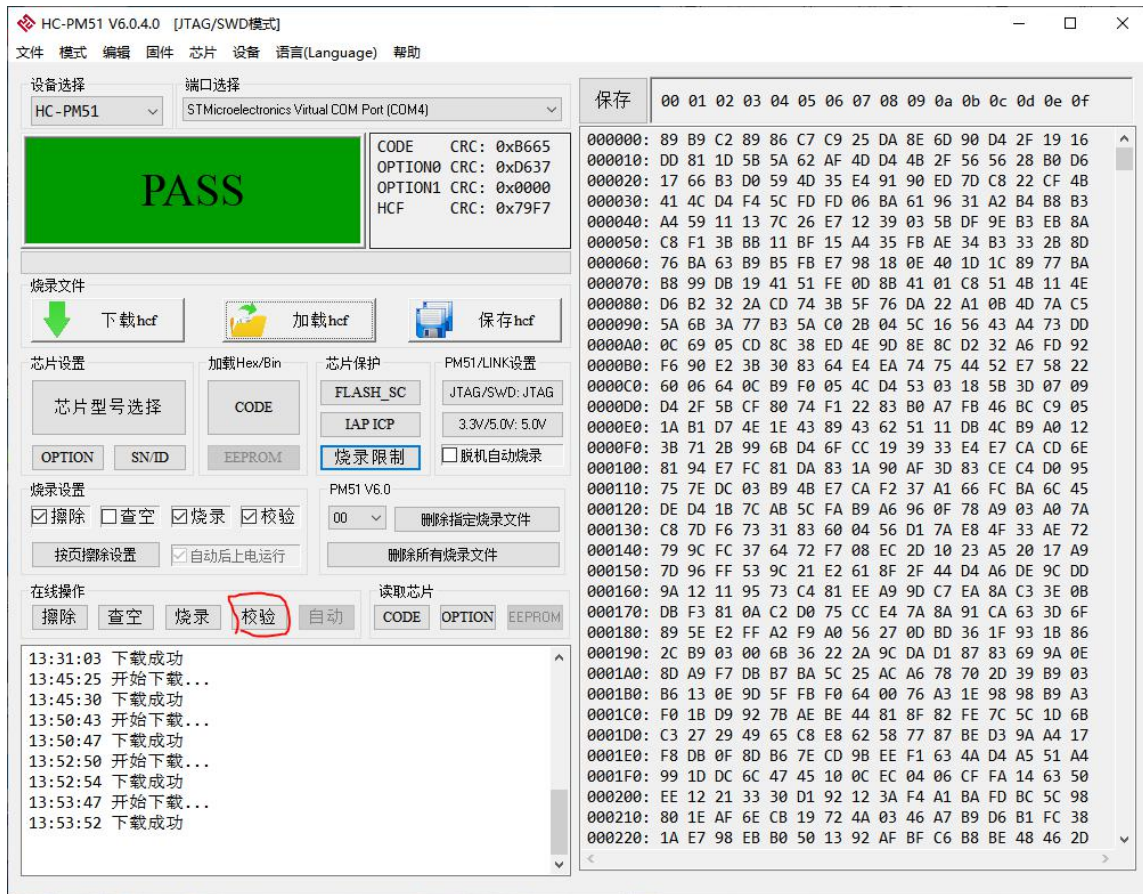 HC-PM51 V6.0.4.0 [JTAG/SWD模式]
文件 模式 编辑 固件 芯片 设备 语言(Language) 帮助
设备选择
HC-PM51
端口选择
STMicroelectronics Virtual COM Port (COM4)
PASS
CODE CRC: 0xB665
OPTION0 CRC: 0xD637
OPTION1 CRC: 0x0000
HCF CRC: 0x79F7
烧录文件
下载hcf 加载hcf 保存hcf
芯片设置
芯片型号选择
OPTION SN/ID
加载Hex/Bin
CODE
EEPROM
芯片保护
FLASH_SC
IAP ICP
烧录限制
PM51/LINK设置
JTAG/SWD: JTAG
3.3V/5.0V: 5.0V
脱机自动烧录
烧录设置
擦除 查空 烧录 校验
按页擦除设置 自动后上电运行
PM51 V6.0
00 删除指定烧录文件
删除所有烧录文件
在线操作
擦除 查空 烧录 校验 自动
读取芯片
CODE OPTION EEPROM
13:31:03 下载成功
13:45:25 开始下载...
13:45:30 下载成功
13:50:43 开始下载...
13:50:47 下载成功
13:52:50 开始下载...
13:52:54 下载成功
13:53:47 开始下载...
13:53:52 下载成功
保存 00 01 02 03 04 05 06 07 08 09 0a 0b 0c 0d 0e 0f
000000: 89 B9 C2 89 86 C7 C9 25 DA 8E 6D 90 D4 2F 19 16
000010: DD 81 1D 5B 5A 62 AF 4D D4 4B 2F 56 56 28 B0 D6
000020: 17 66 B3 D0 59 4D 35 E4 91 90 ED 7D C8 22 CF 4B
000030: 41 4C D4 F4 5C FD FD 06 BA 61 96 31 A2 B4 B8 B3
000040: A4 59 11 13 7C 26 E7 12 39 03 5B DF 9E B3 EB 8A
000050: C8 F1 3B BB 11 BF 15 A4 35 FB AE 34 B3 33 2B 8D
000060: 76 BA 63 B9 B5 FB E7 98 18 0E 40 1D 1C 89 77 BA
000070: B8 99 DB 19 41 51 FE 0D 8B 41 01 C8 51 4B 11 4E
000080: D6 B2 32 2A CD 74 3B 5F 76 DA 22 A1 0B 4D 7A C5
000090: 5A 6B 3A 77 B3 5A C0 2B 04 5C 16 56 43 A4 73 DD
0000A0: 0C 69 05 CD 8C 38 ED 4E 9D 8E 8C D2 32 A6 FD 92
0000B0: F6 90 E2 3B 30 83 64 E4 EA 74 75 44 52 E7 58 22
0000C0: 60 06 64 0C B9 F0 05 4C D4 53 03 18 5B 3D 07 09
0000D0: D4 2F 5B CF 80 74 F1 22 83 B0 A7 FB 46 BC C9 05
0000E0: 1A B1 D7 4E 1E 43 89 43 62 51 11 DB 4C B9 A0 12
0000F0: 3B 71 2B 99 6B D4 6F CC 19 39 33 E4 E7 CA CD 6E
000100: 81 94 E7 FC 81 DA 83 1A 90 AF 3D 83 CE C4 D0 95
000110: 75 7E DC 03 B9 4B E7 CA F2 37 A1 66 FC BA 6C 45
000120: DE D4 1B 7C AB 5C FA B9 A6 96 0F 78 A9 03 A0 7A
000130: C8 7D F6 73 31 83 60 04 56 D1 7A E8 4F 33 AE 72
000140: 79 9C FC 37 64 72 F7 08 EC 2D 10 23 A5 20 17 A9
000150: 7D 96 FF 53 9C 21 E2 61 8F 2F 44 D4 A6 DE 9C DD
000160: 9A 12 11 95 73 C4 81 EE A9 9D C7 EA 8A C3 3E 0B
000170: DB F3 81 0A C2 D0 75 CC E4 7A 8A 91 CA 63 3D 6F
000180: 89 5E E2 FF A2 F9 A0 56 27 0D BD 36 1F 93 1B 86
000190: 2C B9 03 00 6B 36 22 2A 9C DA D1 87 83 69 9A 0E
0001A0: 8D A9 F7 DB B7 BA 5C 25 AC A6 78 70 2D 39 B9 03
0001B0: B6 13 0E 9D 5F FB F0 64 00 76 A3 1E 98 98 B9 A3
0001C0: F0 1B D9 92 7B AE BE 44 81 8F 82 FE 7C 5C 1D 6B
0001D0: C3 27 29 49 65 C8 E8 62 58 77 87 BE D3 9A A4 17
0001E0: F8 DB 0F 8D B6 7E CD 9B EE F1 63 4A D4 A5 51 A4
0001F0: 99 1D DC 6C 47 45 10 0C EC 04 06 CF FA 14 63 50
000200: EE 12 21 33 30 D1 92 12 3A F4 A1 BA FD BC 5C 98
000210: 80 1E AF 6E CB 19 72 4A 03 46 A7 B9 D6 B1 FC 38
000220: 1A E7 98 EB B0 50 13 92 AF BF C6 B8 BE 48 46 2D